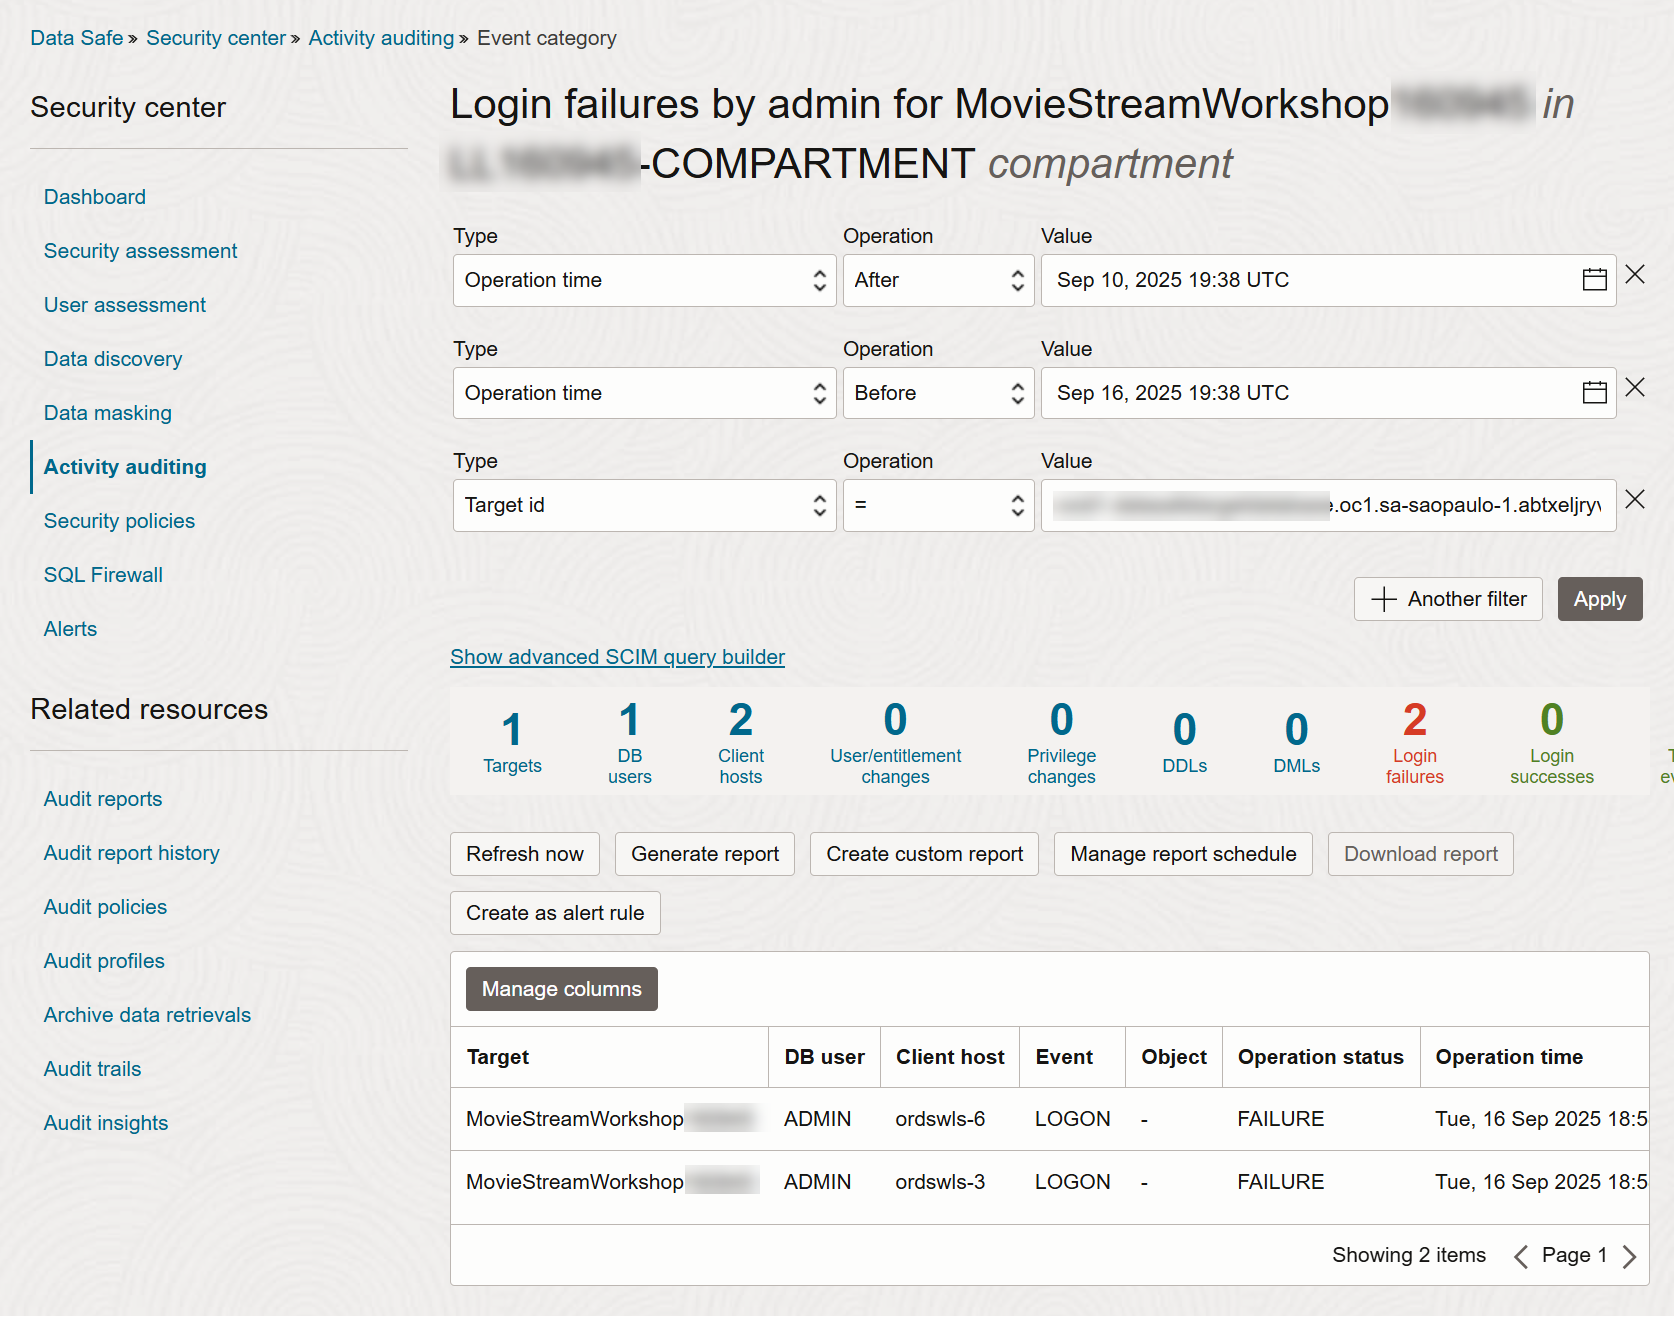 Data Safe » Security center » Activity auditing » Event category
Security center
Dashboard
Security assessment
User assessment
Data discovery
Data masking
Activity auditing
Security policies
SQL Firewall
Alerts
Related resources
Audit reports
Audit report history
Audit policies
Audit profiles
Archive data retrievals
Audit trails
Audit insights
Login failures by admin for MovieStreamWorkshop in
-COMPARTMENT compartment
Type Operation Value
Operation time After Sep 10, 2025 19:38 UTC
Type Operation Value
Operation time Before Sep 16, 2025 19:38 UTC
Type Operation Value
Target id = .oc1.sa-saopaulo-1.abtxeljryv
Another filter Apply
Show advanced SCIM query builder
1 1 2 0 0 0 0 2 0
Targets DB users Client hosts User/entitlement changes Privilege changes DDLs DMLs Login failures Login successes
Refresh now Generate report Create custom report Manage report schedule Download report
Create as alert rule
Manage columns
Target DB user Client host Event Object Operation status Operation time
MovieStreamWorkshop ADMIN ordswls-6 LOGON - FAILURE Tue, 16 Sep 2025 18:5
MovieStreamWorkshop ADMIN ordswls-3 LOGON - FAILURE Tue, 16 Sep 2025 18:5
Showing 2 items Page 1